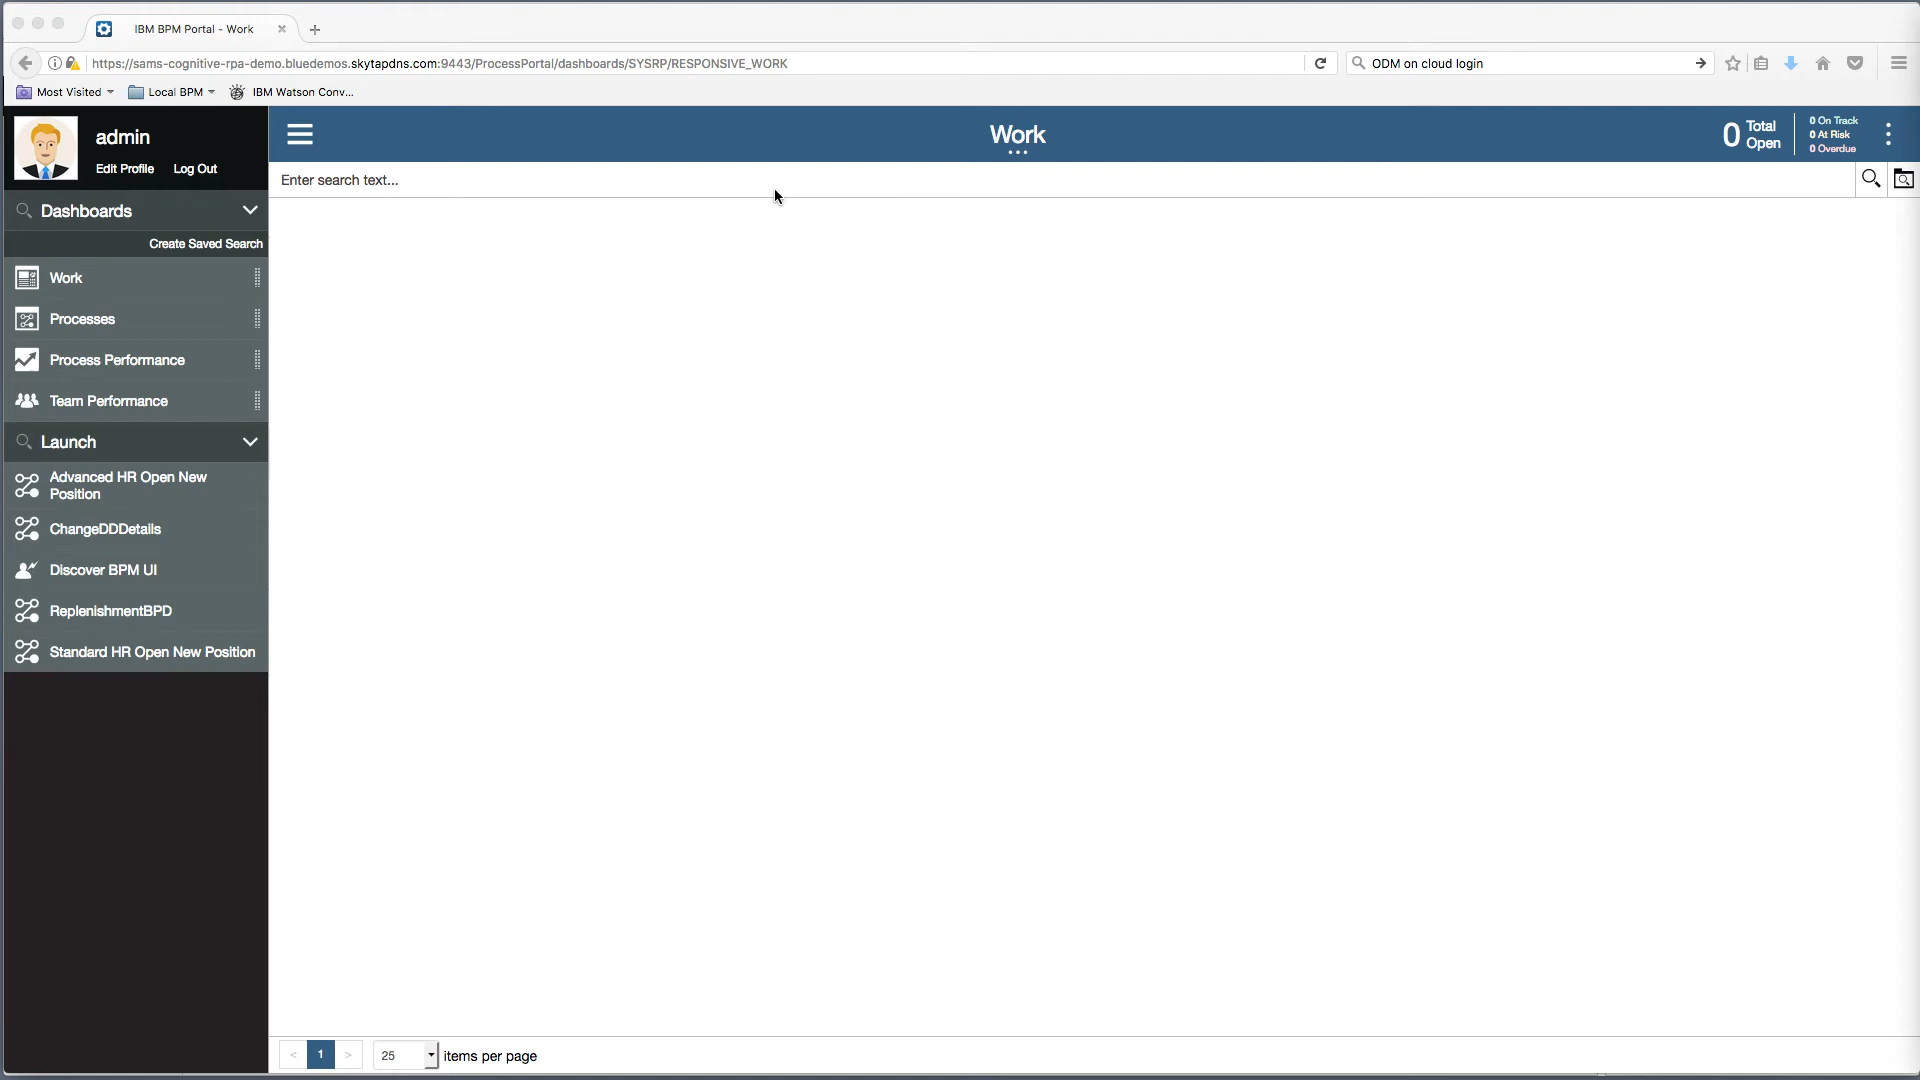 IBM BPM Portal - Work
https://sams-cognitive-rpa-demo.bluedemos.skytapdns.com:9443/ProcessPortal/dashboards/SYSRP/RESPONSIVE_WORK
ODM on cloud login
Most Visited
Local BPM
IBM Watson Conv...
admin
Edit Profile
Log Out
Work
0 Total Open
0 On Track
0 At Risk
0 Overdue
Enter search text...
Dashboards
Create Saved Search
Work
Processes
Process Performance
Team Performance
Launch
Advanced HR Open New
Position
ChangeDDDetails
Discover BPM UI
ReplenishmentBPD
Standard HR Open New Position
< 1 > 25 items per page